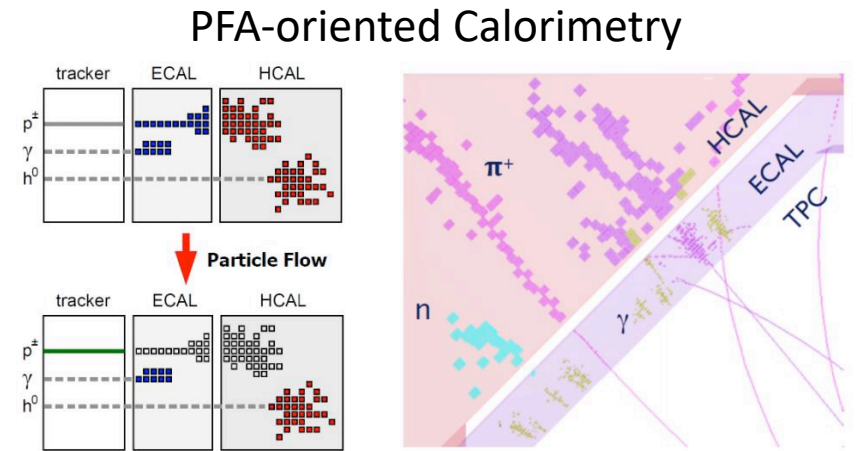 PFA-oriented Calorimetry
tracker ECAL HCAL
p±
γ
h⁰
Particle Flow
tracker ECAL HCAL
p±
γ
h⁰
π⁺
HCAL
ECAL
TPC
n
γ